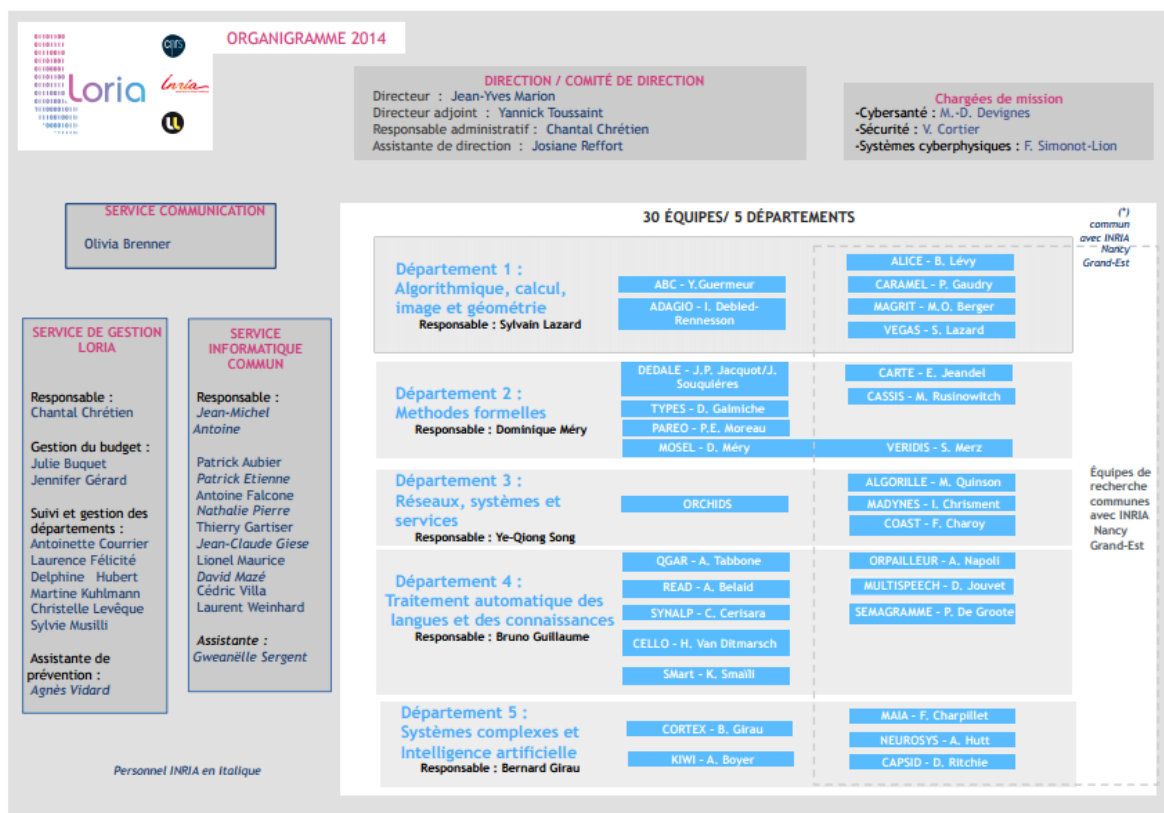 Loria
cnrs
Inria
ORGANIGRAMME 2014
DIRECTION / COMITÉ DE DIRECTION
Directeur : Jean-Yves Marion
Directeur adjoint : Yannick Toussaint
Responsable administratif : Chantal Chrétien
Assistante de direction : Josiane Reffort
Chargées de mission
-Cybersanté : M.-D. Devignes
-Sécurité : V. Cortier
-Systèmes cyberphysiques : F. Simonot-Lion
SERVICE COMMUNICATION
Olivia Brenner
SERVICE DE GESTION
LORIA
Responsable :
Chantal Chrétien
Gestion du budget :
Julie Buquet
Jennifer Gérard
Suivi et gestion des
départements :
Antoinette Courrier
Laurence Félicité
Delphine Hubert
Martine Kuhlmann
Christelle Levêque
Sylvie Musilli
Assistante de
prévention :
Agnès Vidard
SERVICE
INFORMATIQUE
COMMUN
Responsable :
Jean-Michel
Antoine
Patrick Aubier
Patrick Etienne
Antoine Falcone
Nathalie Pierre
Thierry Gartiser
Jean-Claude Giese
Lionel Maurice
David Mazé
Cédric Villa
Laurent Weinhard
Assistante :
Gweanëlle Sergent
Personnel INRIA en italique
30 ÉQUIPES/ 5 DÉPARTEMENTS
(*)
commun
avec INRIA
Nancy
Grand-Est
Département 1 :
Algorithmique, calcul,
image et géométrie
Responsable : Sylvain Lazard
ABC - Y.Guermeur
ADAGIO - I. Debled-
Rennesson
ALICE - B. Lévy
CARAMEL - P. Gaudry
MAGRIT - M.O. Berger
VEGAS - S. Lazard
Département 2 :
Methodes formelles
Responsable : Dominique Méry
DEDALE - J.P. Jacquot/J.
Souquiéres
TYPES - D. Galmiche
PAREO - P.E. Moreau
MOSEL - D. Méry
CARTE - E. Jeandel
CASSIS - M. Rusinowitch
VERIDIS - S. Merz
Département 3 :
Réseaux, systèmes et
services
Responsable : Ye-Qiong Song
ORCHIDS
ALGORILLE - M. Quinson
MADYNES - I. Chrisment
COAST - F. Charoy
Équipes de
recherche
communes
avec INRIA
Nancy
Grand-Est
Département 4 :
Traitement automatique des
langues et des connaissances
Responsable : Bruno Guillaume
QGAR - A. Tabbone
READ - A. Belaid
SYNALP - C. Cerisara
CELLO - H. Van Ditmarsch
SMart - K. Smaïli
ORPAILLEUR - A. Napoli
MULTISPEECH - D. Jouvet
SEMAGRAMME - P. De Groote
Département 5 :
Systèmes complexes et
Intelligence artificielle
Responsable : Bernard Girau
CORTEX - B. Girau
KIWI - A. Boyer
MAIA - F. Charpillet
NEUROSYS - A. Hutt
CAPSID - D. Ritchie